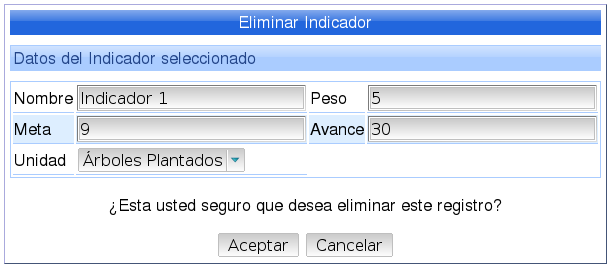 Eliminar Indicador
Datos del Indicador seleccionado
Nombre Indicador 1 Peso 5
Meta 9 Avance 30
Unidad Árboles Plantados
¿Esta usted seguro que desea eliminar este registro?
Aceptar Cancelar